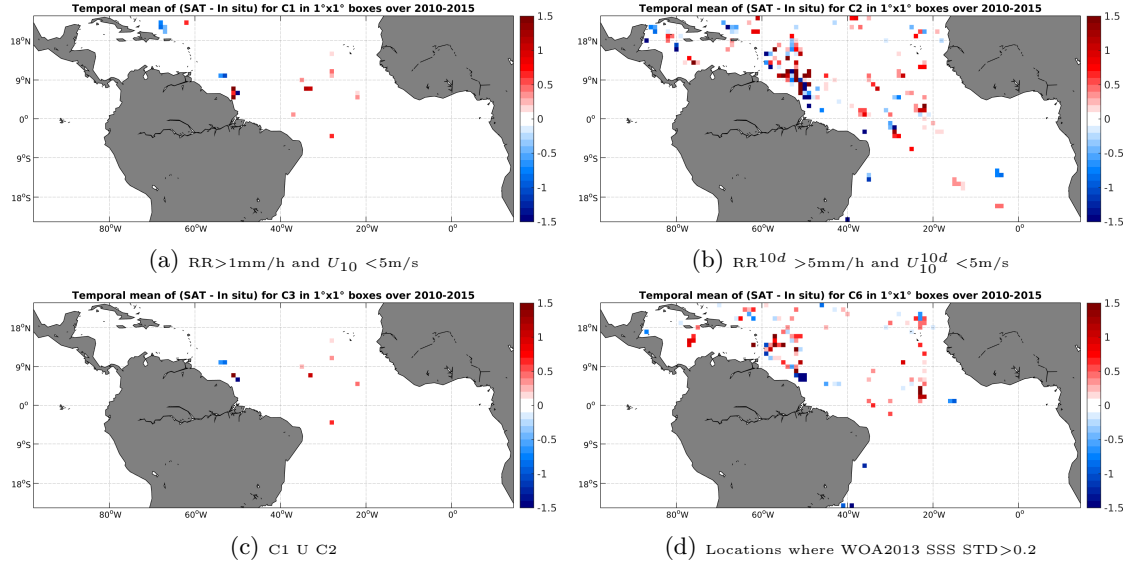 Temporal mean of (SAT - In situ) for C1 in 1°x1° boxes over 2010-2015
18°N
9°N
0°
9°S
18°S
80°W
60°W
40°W
20°W
0°
1.5
1
0.5
0
-0.5
-1
-1.5
(a) RR>1mm/h and U10 <5m/s
Temporal mean of (SAT - In situ) for C2 in 1°x1° boxes over 2010-2015
18°N
9°N
0°
9°S
18°S
80°W
60°W
40°W
20°W
0°
1.5
1
0.5
0
-0.5
-1
-1.5
(b) RR^10d >5mm/h and U10^10d <5m/s
Temporal mean of (SAT - In situ) for C3 in 1°x1° boxes over 2010-2015
18°N
9°N
0°
9°S
18°S
80°W
60°W
40°W
20°W
0°
1.5
1
0.5
0
-0.5
-1
-1.5
(c) C1 U C2
Temporal mean of (SAT - In situ) for C6 in 1°x1° boxes over 2010-2015
18°N
9°N
0°
9°S
18°S
80°W
60°W
40°W
20°W
0°
1.5
1
0.5
0
-0.5
-1
-1.5
(d) Locations where WOA2013 SSS STD>0.2